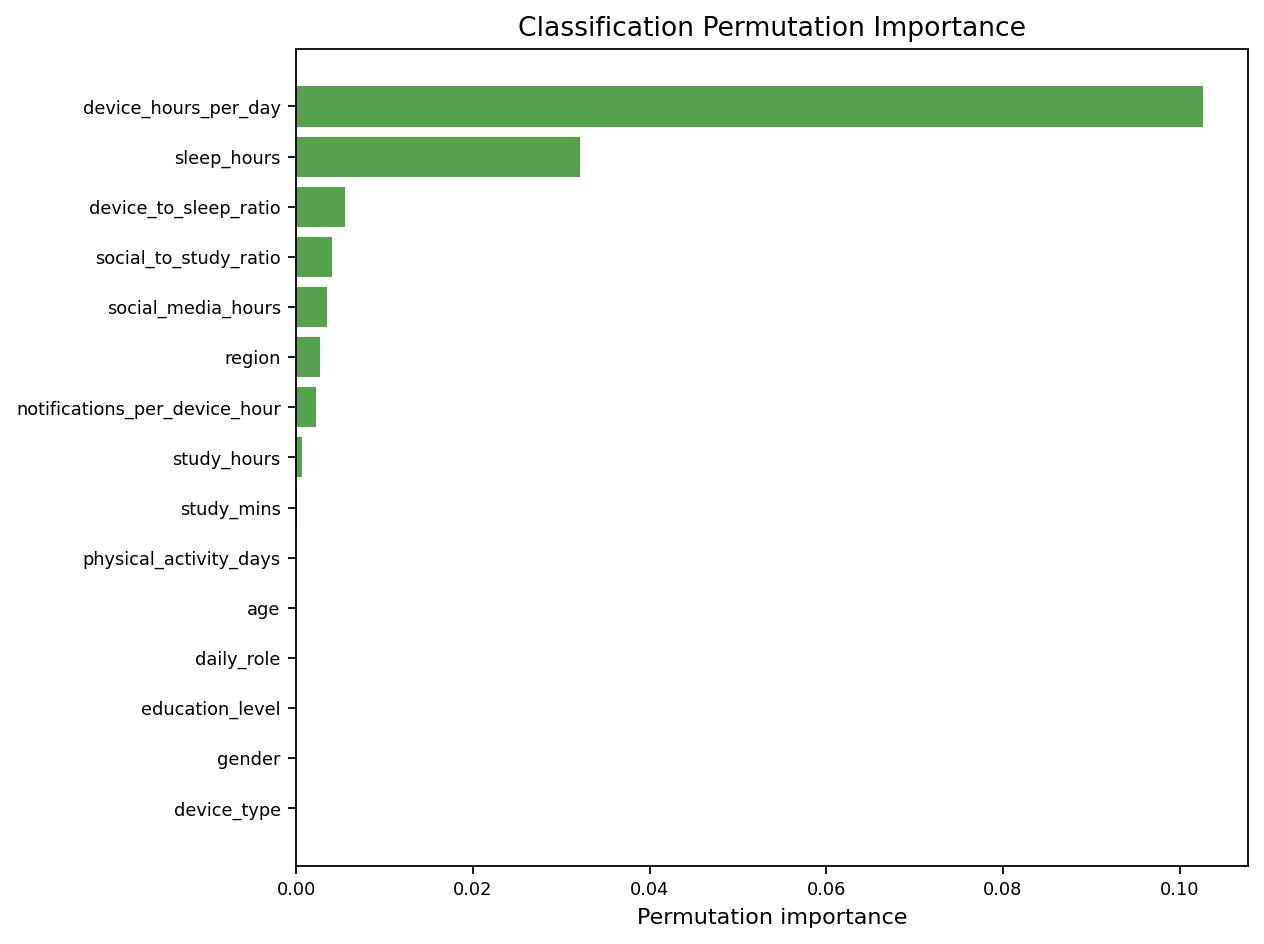 Classification Permutation Importance
device_hours_per_day
sleep_hours
device_to_sleep_ratio
social_to_study_ratio
social_media_hours
region
notifications_per_device_hour
study_hours
study_mins
physical_activity_days
age
daily_role
education_level
gender
device_type
0.00 0.02 0.04 0.06 0.08 0.10
Permutation importance